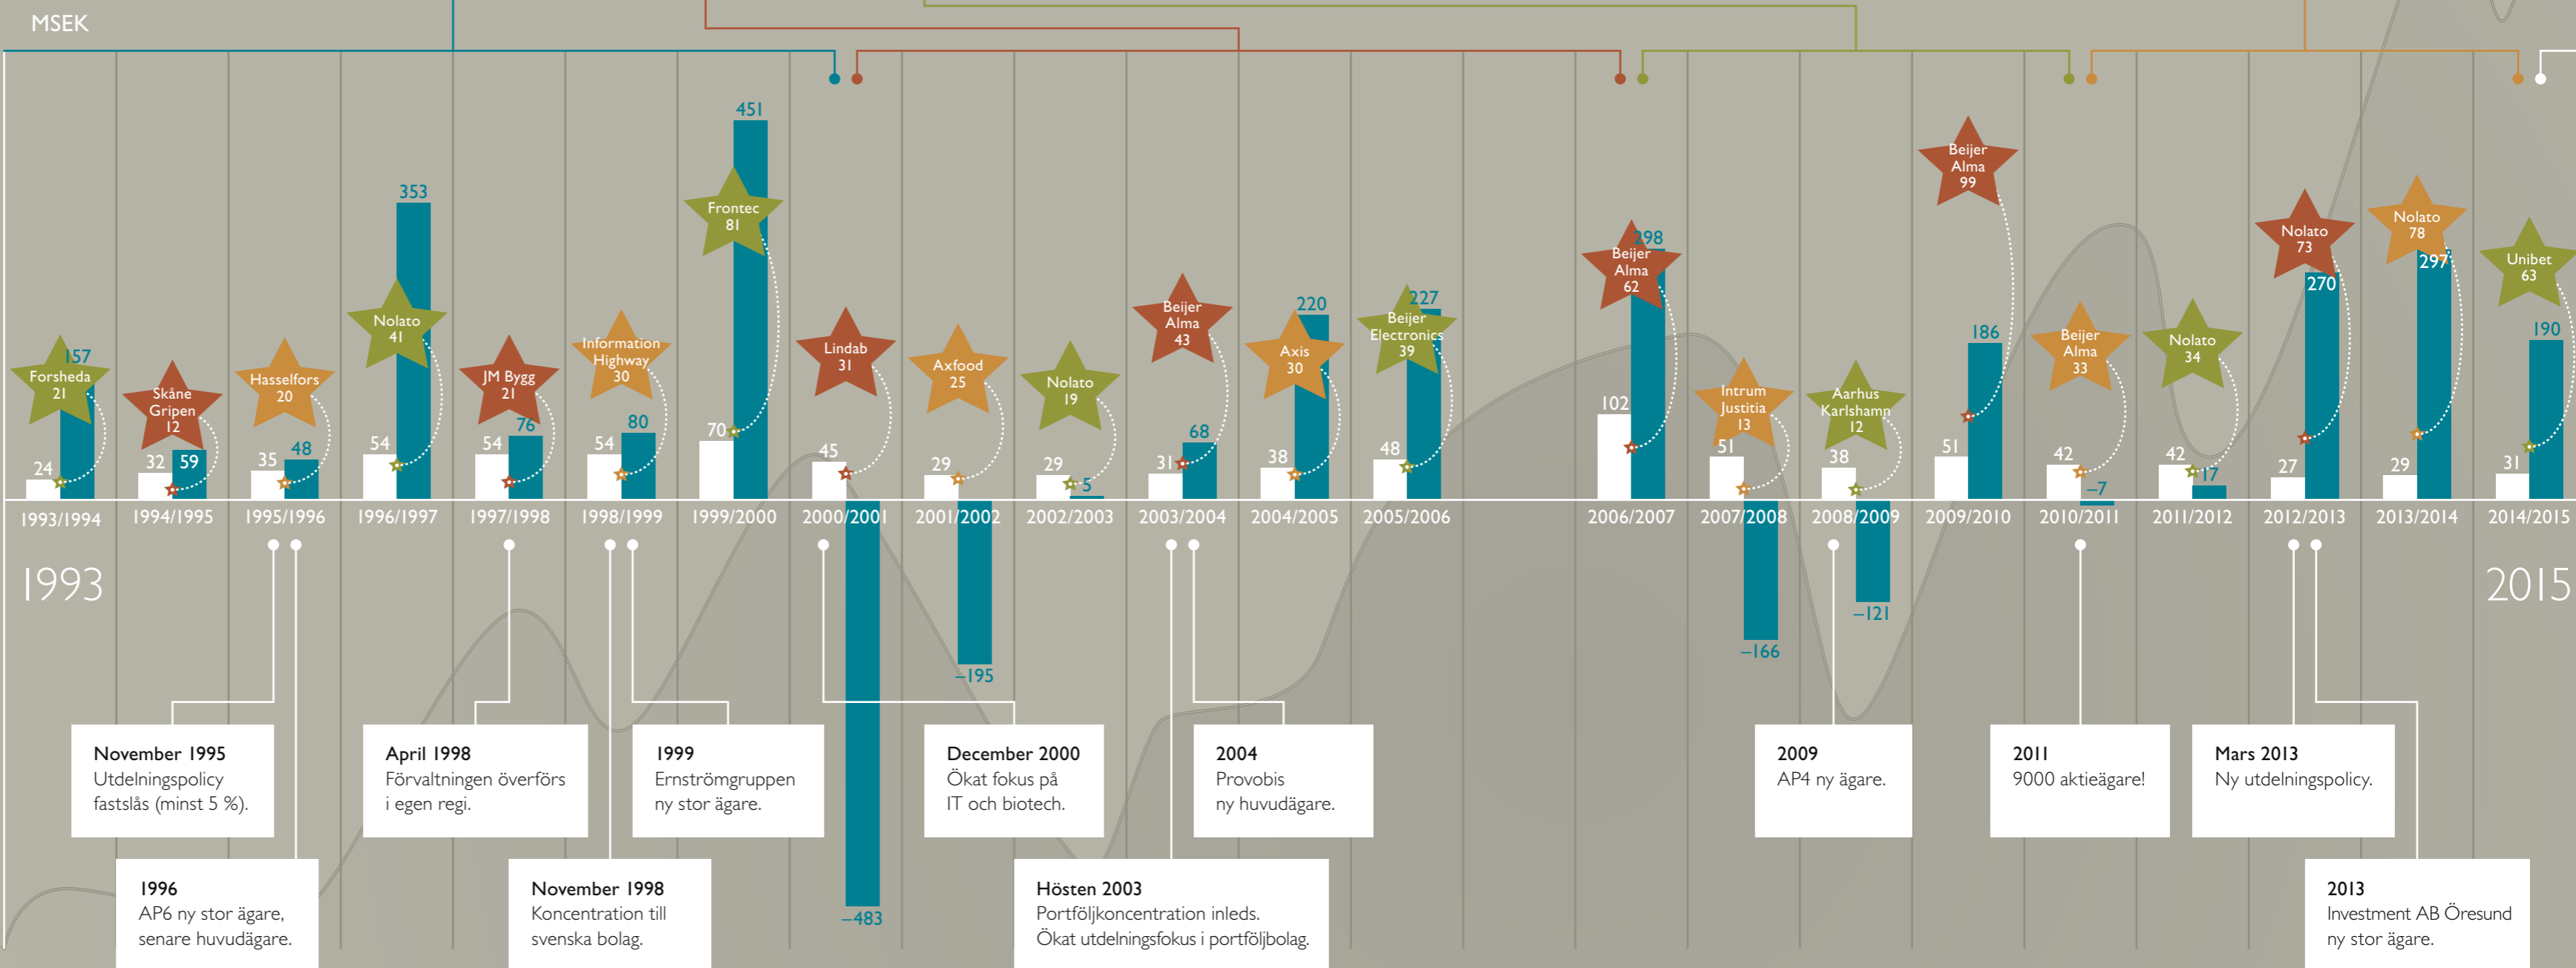 MSEK
Forsheda
21
157
24
1993/1994
Skåne
Gripen
12
32
59
1994/1995
Hasselfors
20
35
48
1995/1996
Nolato
41
54
353
1996/1997
JM Bygg
21
54
76
1997/1998
Information
Highway
30
54
80
1998/1999
Frontec
81
70
451
1999/2000
Lindab
31
45
–483
2000/2001
Axfood
25
29
–195
2001/2002
Nolato
19
29
5
2002/2003
Beijer
Alma
43
31
68
2003/2004
Axis
30
38
220
2004/2005
Beijer
Electronics
39
48
227
2005/2006
Beijer
Alma
62
102
298
2006/2007
Intrum
Justitia
13
51
–166
2007/2008
Aarhus
Karlshamn
12
38
–121
2008/2009
Beijer
Alma
99
51
186
2009/2010
Beijer
Alma
33
42
–7
2010/2011
Nolato
34
42
17
2011/2012
Nolato
73
27
270
2012/2013
Nolato
78
29
297
2013/2014
Unibet
63
31
190
2014/2015
1993
2015
November 1995
Utdelningspolicy
fastslås (minst 5 %).
1996
AP6 ny stor ägare,
senare huvudägare.
April 1998
Förvaltningen överförs
i egen regi.
November 1998
Koncentration till
svenska bolag.
1999
Ernströmgruppen
ny stor ägare.
December 2000
Ökat fokus på
IT och biotech.
Hösten 2003
Portföljkoncentration inleds.
Ökat utdelningsfokus i portföljbolag.
2004
Provobis
ny huvudägare.
2009
AP4 ny ägare.
2011
9000 aktieägare!
Mars 2013
Ny utdelningspolicy.
2013
Investment AB Öresund
ny stor ägare.